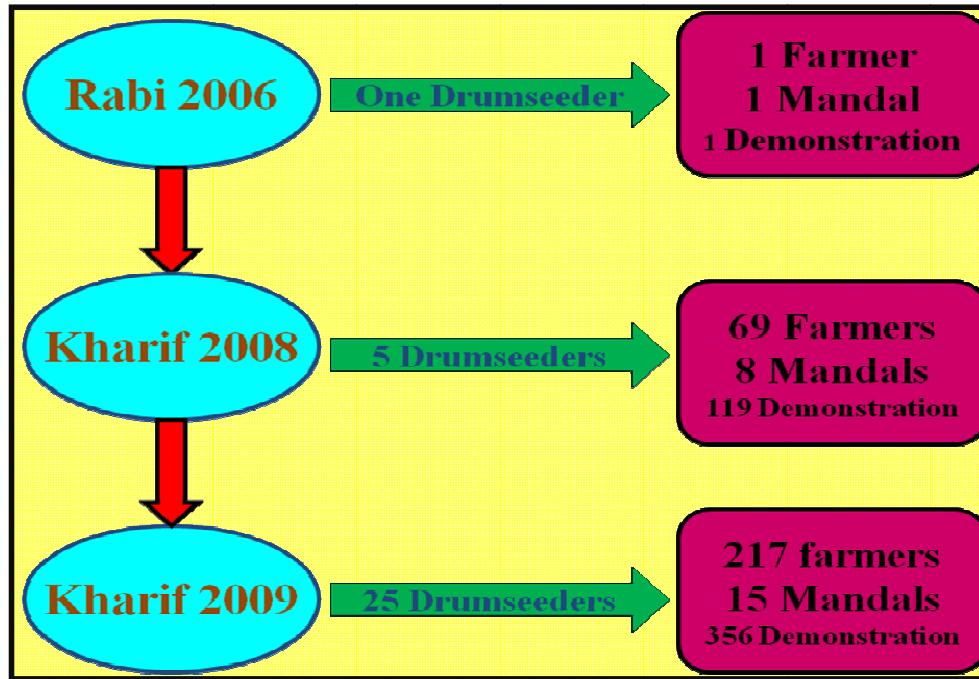 Rabi 2006
One Drumseeder
1 Farmer
1 Mandal
1 Demonstration
Kharif 2008
5 Drumseeders
69 Farmers
8 Mandals
119 Demonstration
Kharif 2009
25 Drumseeders
217 farmers
15 Mandals
356 Demonstration